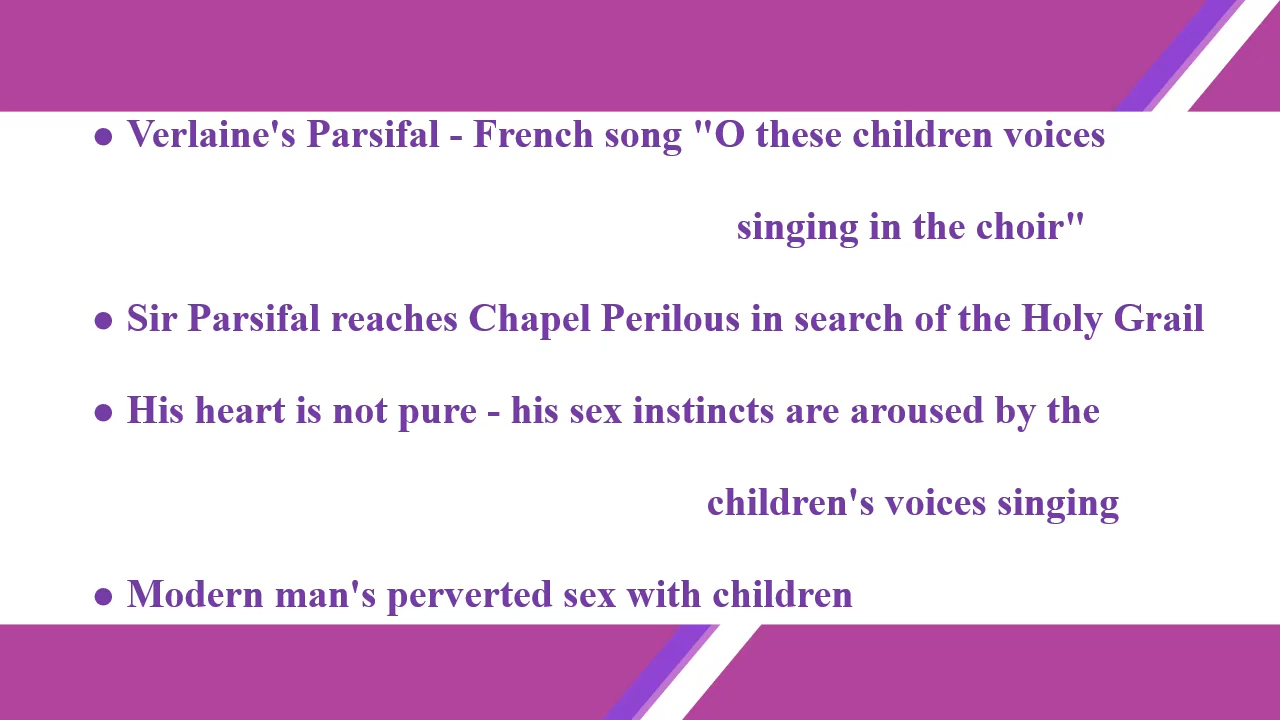 ● Verlaine's Parsifal - French song "O these children voices
singing in the choir"
● Sir Parsifal reaches Chapel Perilous in search of the Holy Grail
● His heart is not pure - his sex instincts are aroused by the
children's voices singing
● Modern man's perverted sex with children